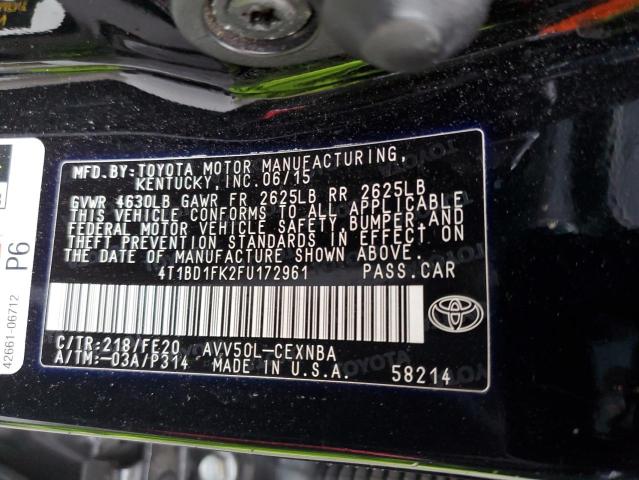 MFD.BY:TOYOTA MOTOR MANUFACTURING,
KENTUCKY, INC.06/15
GVWR 4630LB GAWR FR 2625LB RR 2625LB
THIS VEHICLE CONFORMS TO ALL APPLICABLE
FEDERAL MOTOR VEHICLE SAFETY,BUMPER,AND
THEFT PREVENTION STANDARDS IN EFFECT ON
THE DATE OF MANUFACTURE SHOWN ABOVE.
4T1BD1FK2FU172961 PASS.CAR
C/TR:218/FE20 AVV50L-CEXNBA
A/TM:-03A/P314 MADE IN U.S.A. 58214
P6
42661-06712